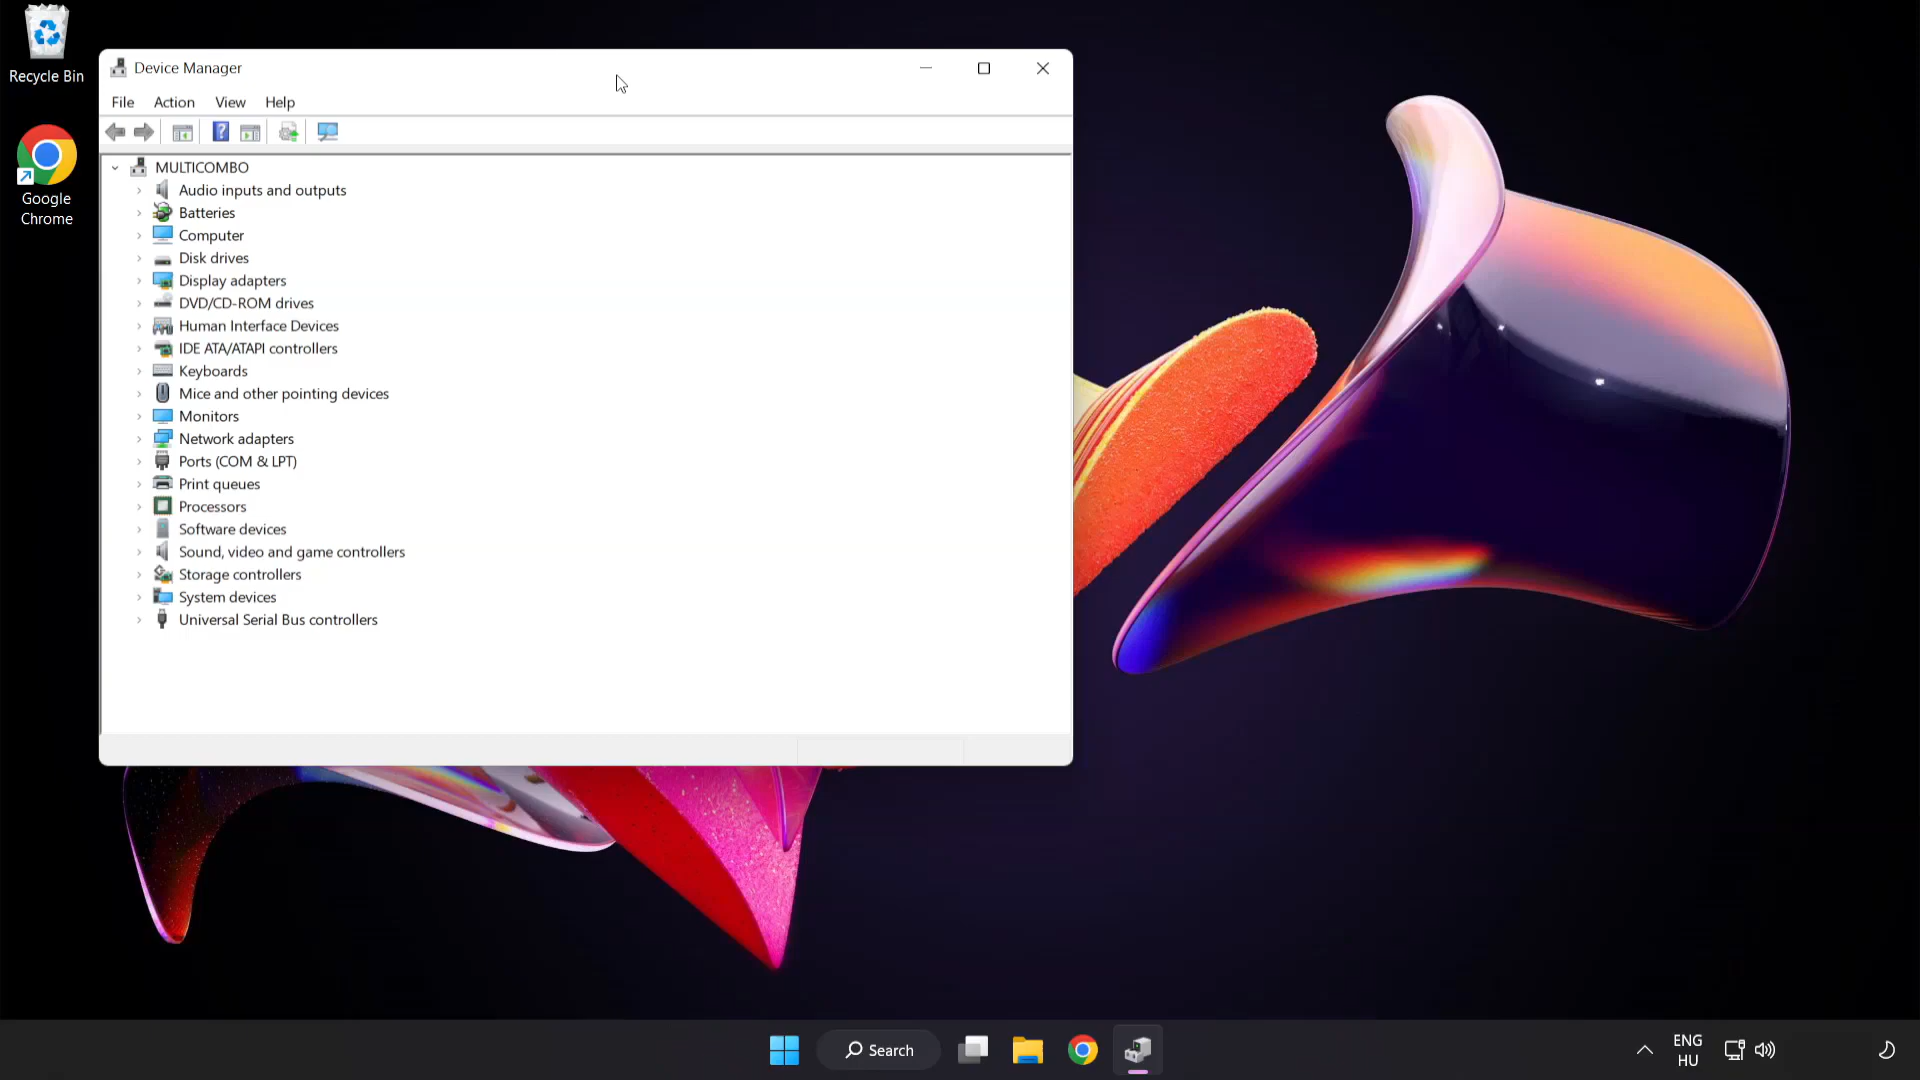 Recycle Bin
Google
Chrome
Device Manager
File Action View Help
MULTICOMBO
Audio inputs and outputs
Batteries
Computer
Disk drives
Display adapters
DVD/CD-ROM drives
Human Interface Devices
IDE ATA/ATAPI controllers
Keyboards
Mice and other pointing devices
Monitors
Network adapters
Ports (COM & LPT)
Print queues
Processors
Software devices
Sound, video and game controllers
Storage controllers
System devices
Universal Serial Bus controllers
Search
ENG
HU